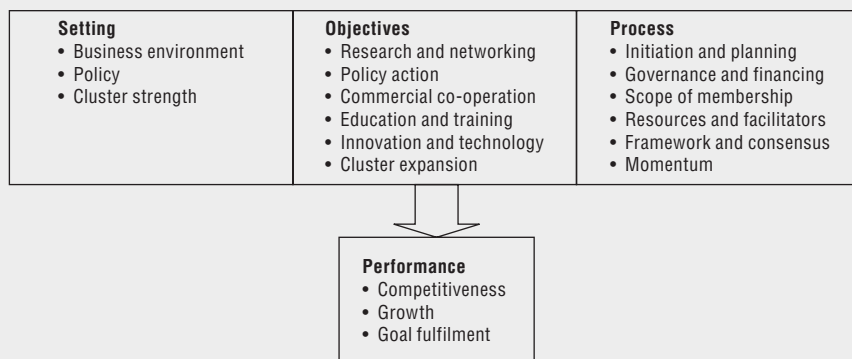 Setting
• Business environment
• Policy
• Cluster strength
Objectives
• Research and networking
• Policy action
• Commercial co-operation
• Education and training
• Innovation and technology
• Cluster expansion
Process
• Initiation and planning
• Governance and financing
• Scope of membership
• Resources and facilitators
• Framework and consensus
• Momentum
Performance
• Competitiveness
• Growth
• Goal fulfilment